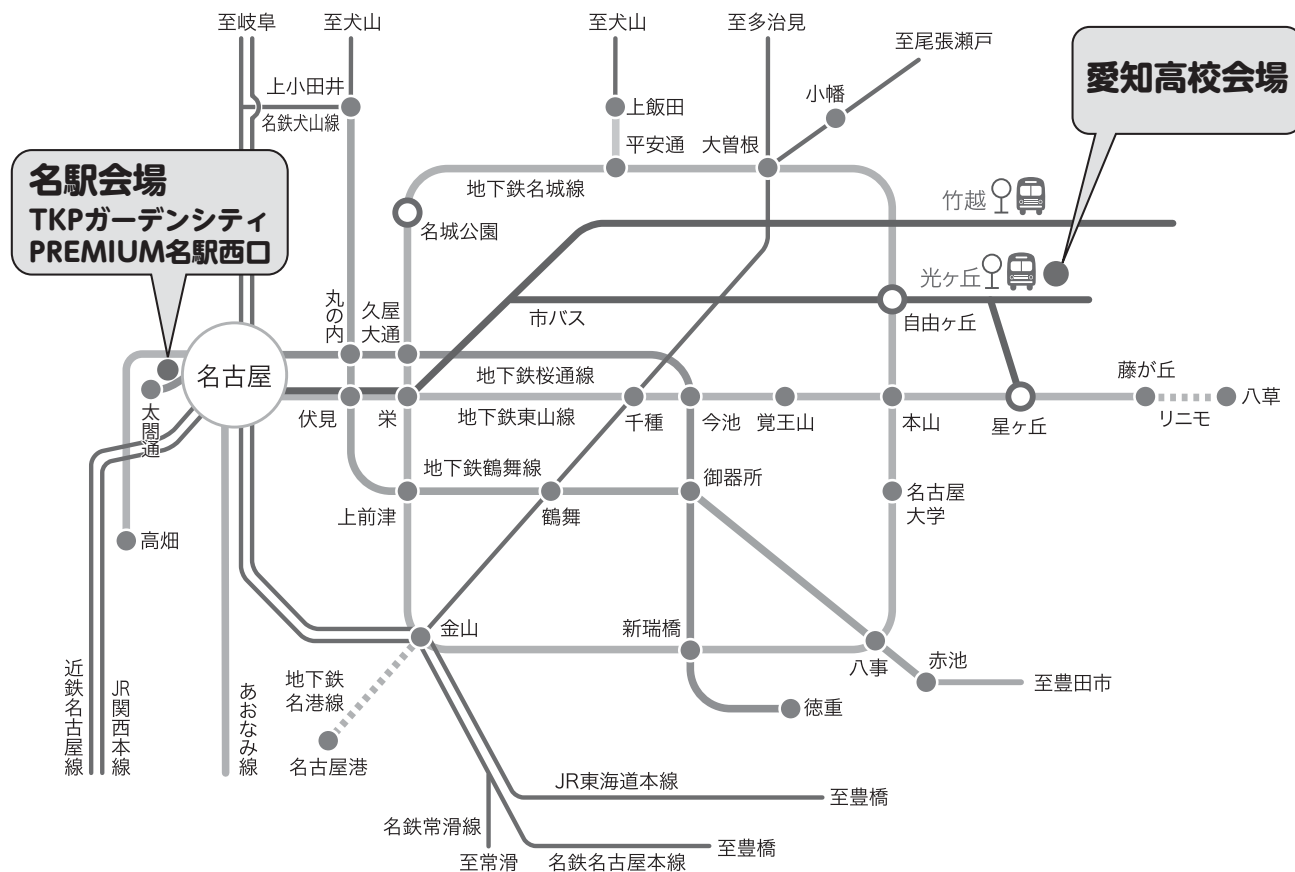 至岐阜
至犬山
至犬山
至多治見
至尾張瀬戸
愛知高校会場
上小田井
名鉄犬山線
上飯田
小幡
平安通
大曽根
名駅会場
TKPガーデンシティ
PREMIUM名駅西口
地下鉄名城線
竹越
名城公園
光ヶ丘
丸の内
久屋
大通
市バス
自由ヶ丘
名古屋
地下鉄桜通線
藤が丘
太閤通
伏見
栄
地下鉄東山線
千種
今池
覚王山
本山
星ヶ丘
リニモ
八草
地下鉄鶴舞線
御器所
名古屋
大学
上前津
鶴舞
高畑
金山
新瑞橋
八事
赤池
至豊田市
近鉄名古屋線
JR関西本線
あおなみ線
地下鉄
名港線
徳重
名古屋港
JR東海道本線
至豊橋
名鉄常滑線
至常滑
名鉄名古屋本線
至豊橋